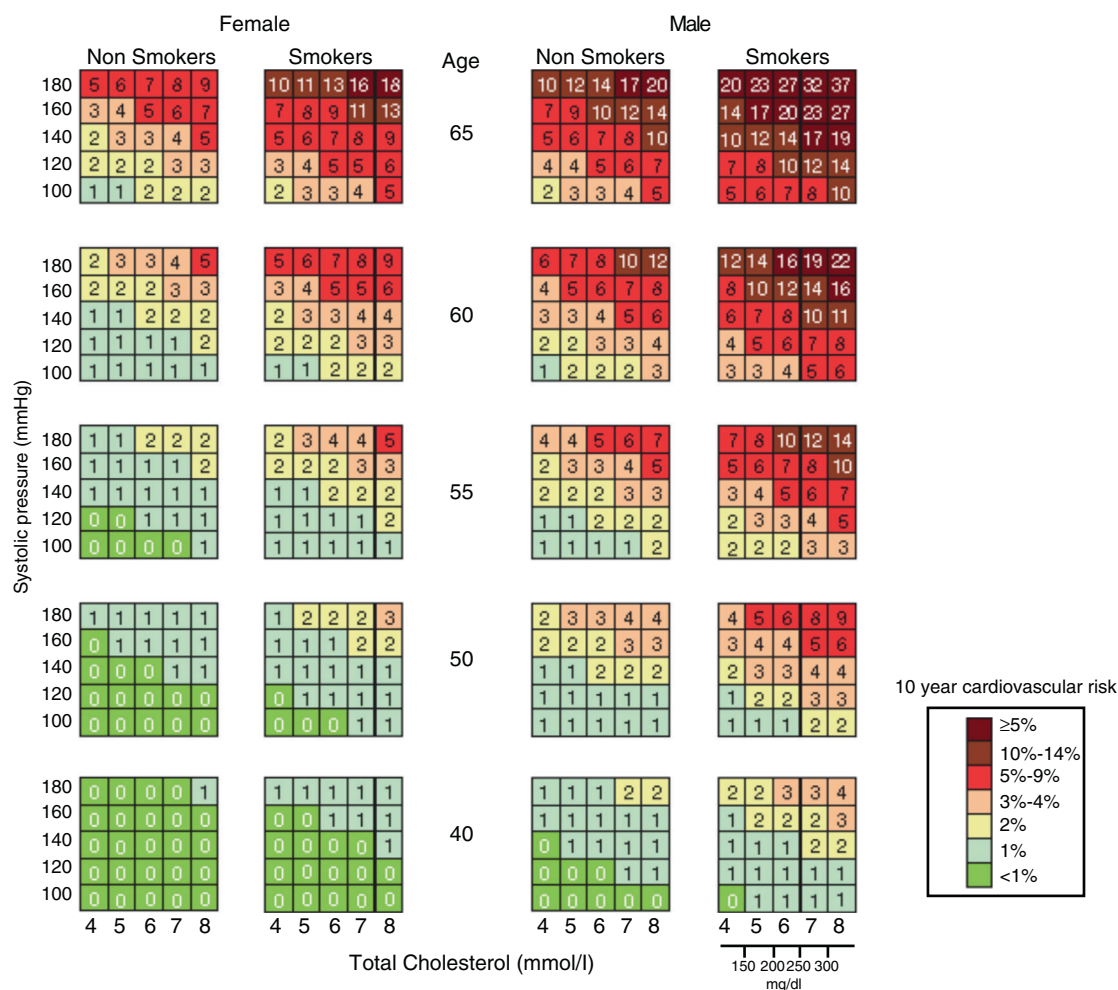 Female Male
Non Smokers Smokers Age Non Smokers Smokers
180 5 6 7 8 9 10 11 13 16 18 10 12 14 17 20 20 23 27 32 37
160 3 4 5 6 7 7 8 9 11 13 7 9 10 12 14 14 17 20 23 27
65
140 2 3 3 4 5 5 6 7 8 9 5 6 7 8 10 10 12 14 17 19
120 2 2 2 3 3 3 4 5 5 6 4 4 5 6 7 7 8 10 12 14
100 1 1 2 2 2 2 3 3 4 5 2 3 3 4 5 5 6 7 8 10
180 2 3 3 4 5 5 6 7 8 9 6 7 8 10 12 12 14 16 19 22
160 2 2 2 3 3 3 4 5 5 6 4 5 6 7 8 8 10 12 14 16
140 1 1 2 2 2 2 3 3 4 4 60 3 3 4 5 6 6 7 8 10 11
120 1 1 1 1 2 2 2 2 3 3 2 2 3 3 4 4 5 6 7 8
100 1 1 1 1 1 1 1 2 2 2 1 2 2 2 3 3 3 4 5 6
Systolic pressure (mmHg)
180 1 1 2 2 2 2 3 4 4 5 4 4 5 6 7 7 8 10 12 14
160 1 1 1 1 2 2 2 2 3 3 2 3 3 4 5 5 6 7 8 10
140 1 1 1 1 1 1 1 2 2 2 55 2 2 2 3 3 3 4 5 6 7
120 0 0 1 1 1 1 1 1 1 2 1 1 2 2 2 2 3 3 4 5
100 0 0 0 0 1 1 1 1 1 1 1 1 1 1 2 2 2 2 3 3
180 1 1 1 1 1 1 2 2 2 3 2 3 3 4 4 4 5 6 8 9
160 0 1 1 1 1 1 1 1 2 2 2 2 2 3 3 3 4 4 5 6
50
140 0 0 0 1 1 1 1 1 1 1 1 1 2 2 2 2 3 3 4 4
120 0 0 0 0 0 0 1 1 1 1 1 1 1 1 1 1 2 2 3 3
100 0 0 0 0 0 0 0 0 1 1 1 1 1 1 1 1 1 1 2 2
180 0 0 0 0 1 1 1 1 1 1 1 1 1 2 2 2 2 3 3 4
160 0 0 0 0 0 0 0 1 1 1 1 1 1 1 1 1 2 2 2 3
40
140 0 0 0 0 0 0 0 0 0 1 0 1 1 1 1 1 1 1 2 2
120 0 0 0 0 0 0 0 0 0 0 0 0 0 1 1 1 1 1 1 1
100 0 0 0 0 0 0 0 0 0 0 0 0 0 0 0 0 1 1 1 1
4 5 6 7 8 4 5 6 7 8 4 5 6 7 8 4 5 6 7 8
Total Cholesterol (mmol/l)
150 200 250 300
mg/dl
10 year cardiovascular risk
≥5%
10%-14%
5%-9%
3%-4%
2%
1%
<1%